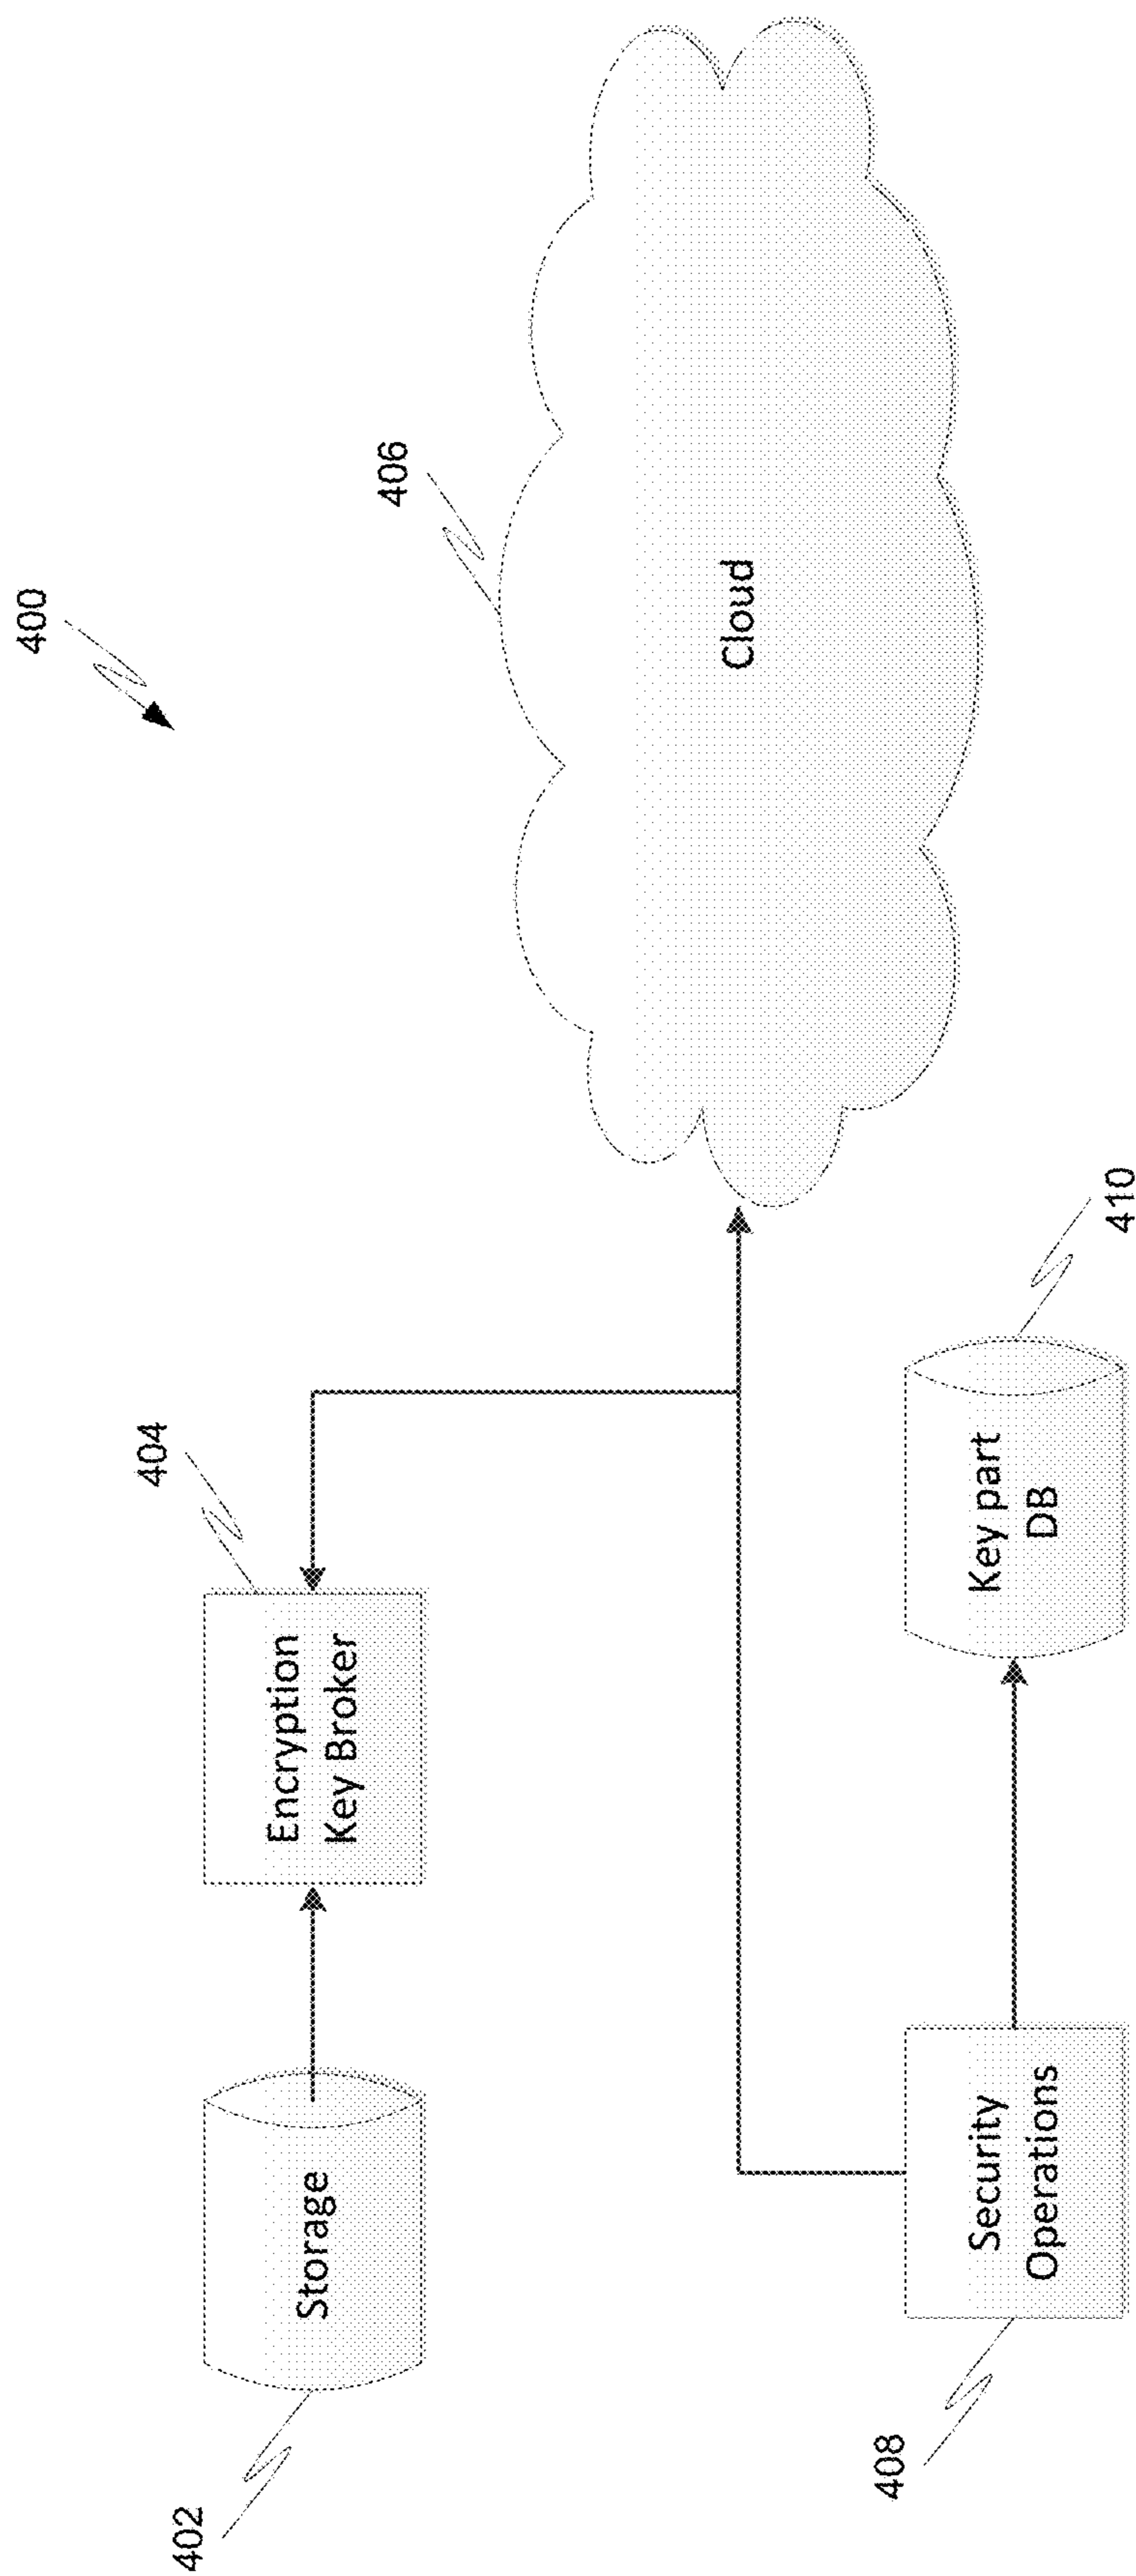 400
402
Storage
404
Encryption
Key Broker
406
Cloud
408
Security
Operations
Key part
DB
410